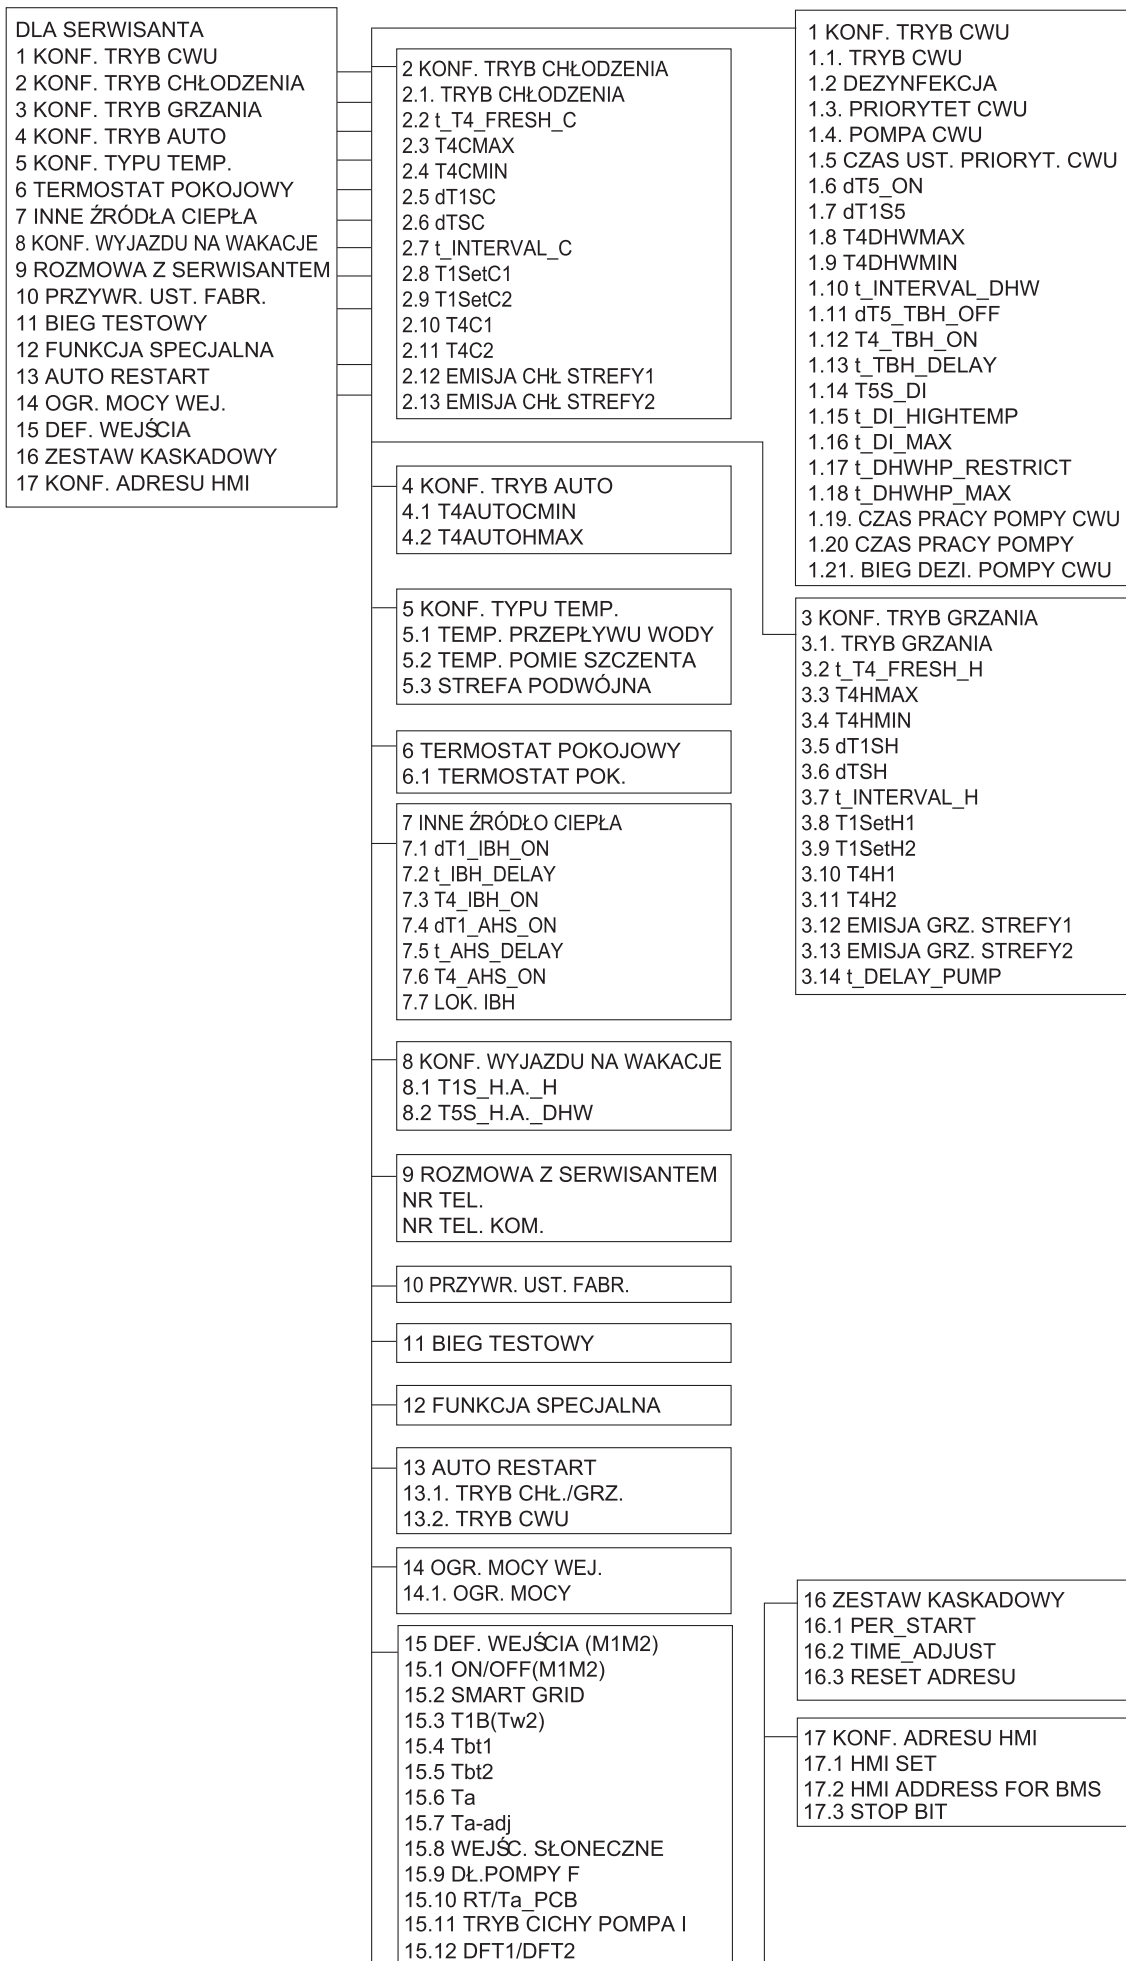 DLA SERWISANTA
1 KONF. TRYB CWU
2 KONF. TRYB CHŁODZENIA
3 KONF. TRYB GRZANIA
4 KONF. TRYB AUTO
5 KONF. TYPU TEMP.
6 TERMOSTAT POKOJOWY
7 INNE ŹRÓDŁA CIEPŁA
8 KONF. WYJAZDU NA WAKACJE
9 ROZMOWA Z SERWISANTEM
10 PRZYWR. UST. FABR.
11 BIEG TESTOWY
12 FUNKCJA SPECJALNA
13 AUTO RESTART
14 OGR. MOCY WEJ.
15 DEF. WEJŚCIA
16 ZESTAW KASKADOWY
17 KONF. ADRESU HMI
2 KONF. TRYB CHŁODZENIA
2.1. TRYB CHŁODZENIA
2.2 t_T4_FRESH_C
2.3 T4CMAX
2.4 T4CMIN
2.5 dT1SC
2.6 dTSC
2.7 t_INTERVAL_C
2.8 T1SetC1
2.9 T1SetC2
2.10 T4C1
2.11 T4C2
2.12 EMISJA CHŁ STREFY1
2.13 EMISJA CHŁ STREFY2
4 KONF. TRYB AUTO
4.1 T4AUTOCMIN
4.2 T4AUTOHMAX
5 KONF. TYPU TEMP.
5.1 TEMP. PRZEPŁYWU WODY
5.2 TEMP. POMIE SZCZENTA
5.3 STREFA PODWÓJNA
6 TERMOSTAT POKOJOWY
6.1 TERMOSTAT POK.
7 INNE ŹRÓDŁO CIEPŁA
7.1 dT1_IBH_ON
7.2 t_IBH_DELAY
7.3 T4_IBH_ON
7.4 dT1_AHS_ON
7.5 t_AHS_DELAY
7.6 T4_AHS_ON
7.7 LOK. IBH
8 KONF. WYJAZDU NA WAKACJE
8.1 T1S_H.A._H
8.2 T5S_H.A._DHW
9 ROZMOWA Z SERWISANTEM
NR TEL.
NR TEL. KOM.
10 PRZYWR. UST. FABR.
11 BIEG TESTOWY
12 FUNKCJA SPECJALNA
13 AUTO RESTART
13.1. TRYB CHŁ./GRZ.
13.2. TRYB CWU
14 OGR. MOCY WEJ.
14.1. OGR. MOCY
15 DEF. WEJŚCIA (M1M2)
15.1 ON/OFF(M1M2)
15.2 SMART GRID
15.3 T1B(Tw2)
15.4 Tbt1
15.5 Tbt2
15.6 Ta
15.7 Ta-adj
15.8 WEJŚC. SŁONECZNE
15.9 DŁ.POMPY F
15.10 RT/Ta_PCB
15.11 TRYB CICHY POMPA I
15.12 DFT1/DFT2
1 KONF. TRYB CWU
1.1. TRYB CWU
1.2 DEZYNFEKCJA
1.3. PRIORYTET CWU
1.4. POMPA CWU
1.5 CZAS UST. PRIORYT. CWU
1.6 dT5_ON
1.7 dT1S5
1.8 T4DHWMAX
1.9 T4DHWMIN
1.10 t_INTERVAL_DHW
1.11 dT5_TBH_OFF
1.12 T4_TBH_ON
1.13 t_TBH_DELAY
1.14 T5S_DI
1.15 t_DI_HIGHTEMP
1.16 t_DI_MAX
1.17 t_DHWHP_RESTRICT
1.18 t_DHWHP_MAX
1.19. CZAS PRACY POMPY CWU
1.20 CZAS PRACY POMPY
1.21. BIEG DEZI. POMPY CWU
3 KONF. TRYB GRZANIA
3.1. TRYB GRZANIA
3.2 t_T4_FRESH_H
3.3 T4HMAX
3.4 T4HMIN
3.5 dT1SH
3.6 dTSH
3.7 t_INTERVAL_H
3.8 T1SetH1
3.9 T1SetH2
3.10 T4H1
3.11 T4H2
3.12 EMISJA GRZ. STREFY1
3.13 EMISJA GRZ. STREFY2
3.14 t_DELAY_PUMP
16 ZESTAW KASKADOWY
16.1 PER_START
16.2 TIME_ADJUST
16.3 RESET ADRESU
17 KONF. ADRESU HMI
17.1 HMI SET
17.2 HMI ADDRESS FOR BMS
17.3 STOP BIT